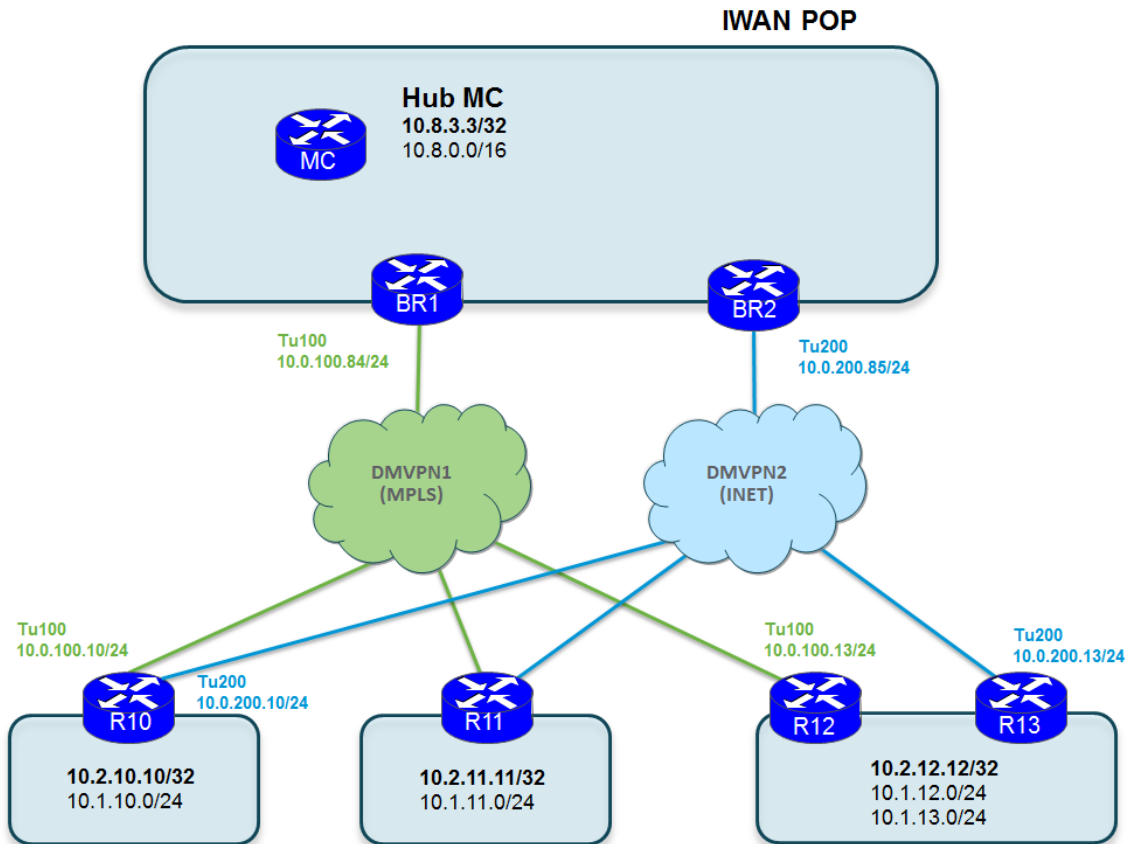 IWAN POP
Hub MC
10.8.3.3/32
10.8.0.0/16
MC
BR1
BR2
Tu100
10.0.100.84/24
Tu200
10.0.200.85/24
DMVPN1
(MPLS)
DMVPN2
(INET)
Tu100
10.0.100.10/24
Tu200
10.0.200.10/24
Tu100
10.0.100.13/24
Tu200
10.0.200.13/24
R10
R11
R12
R13
10.2.10.10/32
10.1.10.0/24
10.2.11.11/32
10.1.11.0/24
10.2.12.12/32
10.1.12.0/24
10.1.13.0/24